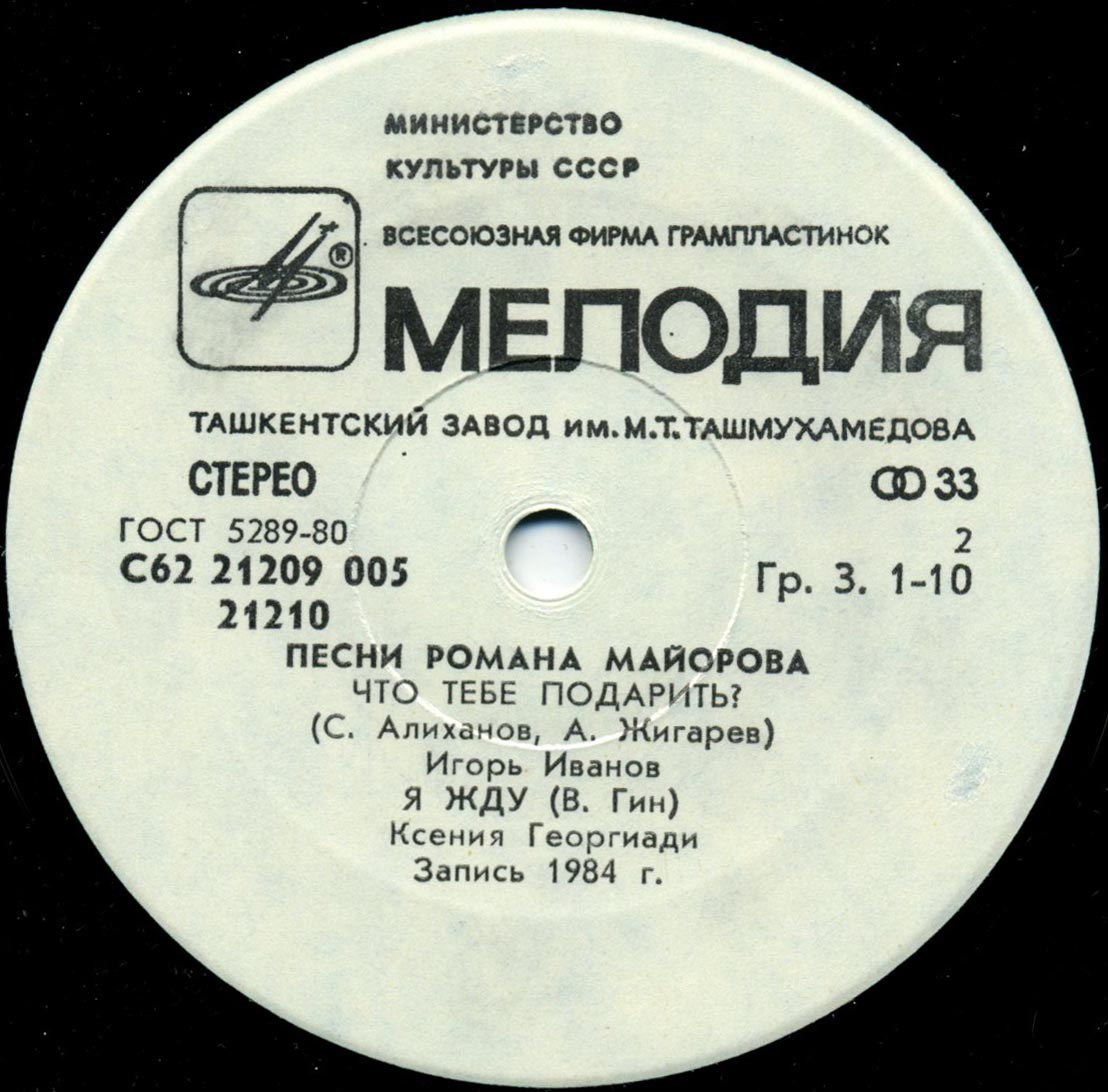 МИНИСТЕРСТВО
КУЛЬТУРЫ СССР
ВСЕСОЮЗНАЯ ФИРМА ГРАМПЛАСТИНОК
®
МЕЛОДИЯ
ТАШКЕНТСКИЙ ЗАВОД им. М.Т. ТАШМУХАМЕДОВА
СТЕРЕО 33
ГОСТ 5289-80 2
С62 21209 005 Гр. 3. 1-10
21210
ПЕСНИ РОМАНА МАЙОРОВА
ЧТО ТЕБЕ ПОДАРИТЬ?
(С. Алиханов, А. Жигарев)
Игорь Иванов
Я ЖДУ (В. Гин)
Ксения Георгиади
Запись 1984 г.